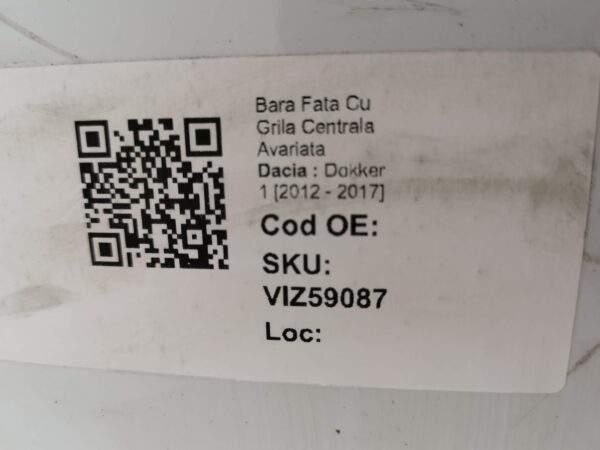 Bara Fata Cu
Grila Centrala
Avariata
Dacia : Dokker
1 [2012 - 2017]
Cod OE:
SKU:
VIZ59087
Loc: